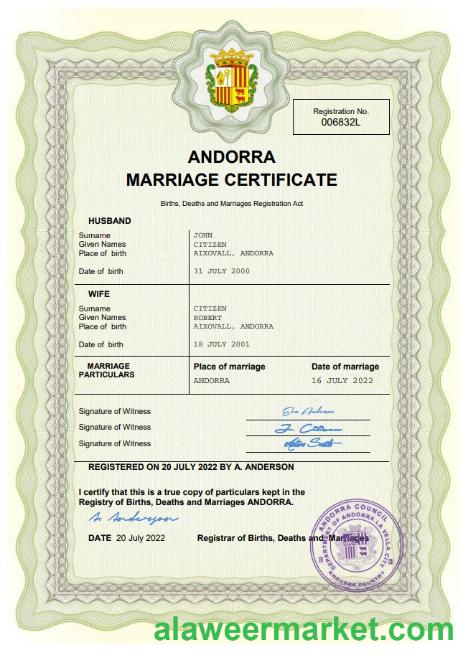 Registration No.
006832L
ANDORRA
MARRIAGE CERTIFICATE
Births, Deaths and Marriages Registration Act
HUSBAND
Surname JOHN
Given Names CITIZEN
Place of birth AIXOVALL, ANDORRA
Date of birth 31 JULY 2000
WIFE
Surname CITIZEN
Given Names ROBERT
Place of birth AIXOVALL, ANDORRA
Date of birth 18 JULY 2001
MARRIAGE PARTICULARS
Place of marriage Date of marriage
ANDORRA 16 JULY 2022
Signature of Witness
Signature of Witness J. Citizen
Signature of Witness
REGISTERED ON 20 JULY 2022 BY A. ANDERSON
I certify that this is a true copy of particulars kept in the
Registry of Births, Deaths and Marriages ANDORRA.
A. Anderson
DATE 20 July 2022 Registrar of Births, Deaths and Marriages
ANDORRA COUNCIL
DEPARTMENT OF ANDORRA LA VELLA CITY
ANDORRA COUNTRY
alaweermarket.com